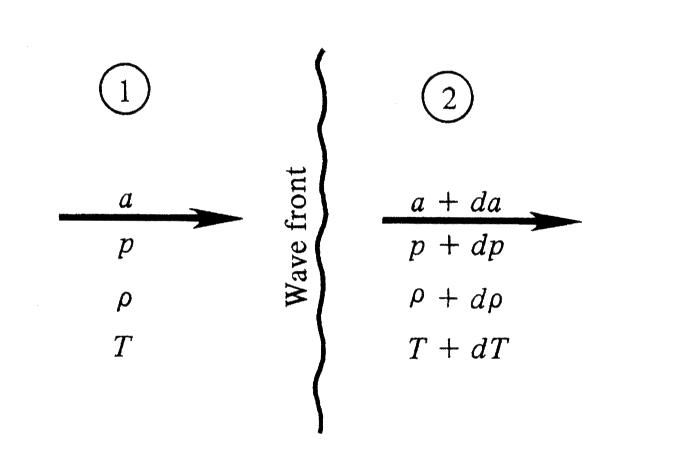 1
2
a
p
ρ
T
Wave front
a + da
p + dp
ρ + dρ
T + dT